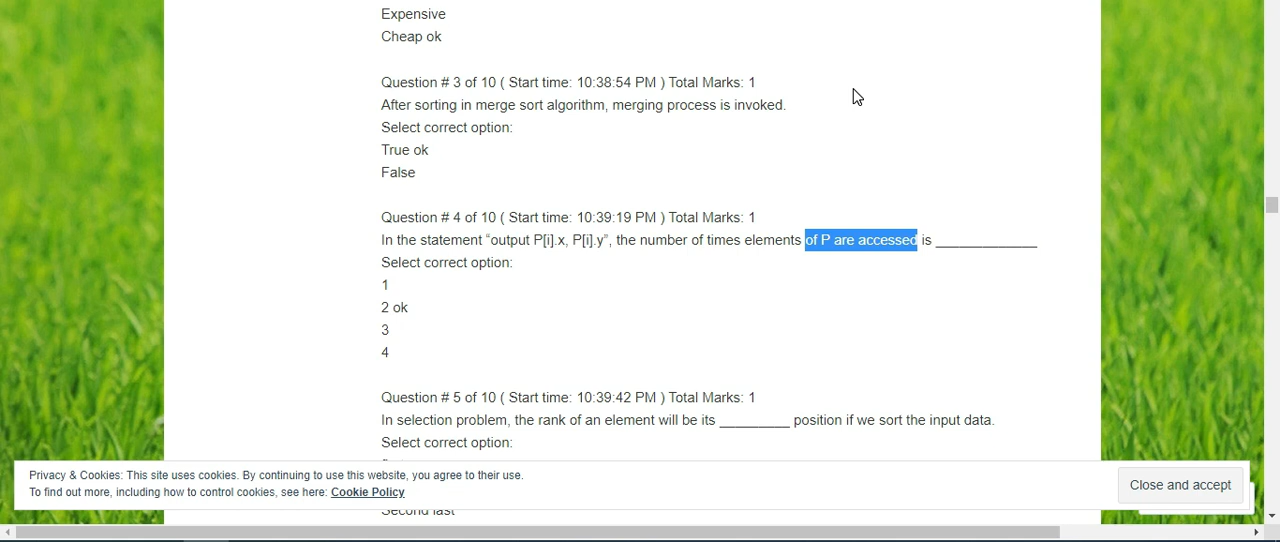 Expensive
Cheap ok
Question # 3 of 10 ( Start time: 10:38:54 PM ) Total Marks: 1
After sorting in merge sort algorithm, merging process is invoked.
Select correct option:
True ok
False
Question # 4 of 10 ( Start time: 10:39:19 PM ) Total Marks: 1
In the statement “output P[i].x, P[i].y”, the number of times elements of P are accessed is _____________
Select correct option:
1
2 ok
3
4
Question # 5 of 10 ( Start time: 10:39:42 PM ) Total Marks: 1
In selection problem, the rank of an element will be its _________ position if we sort the input data.
Select correct option:
Privacy & Cookies: This site uses cookies. By continuing to use this website, you agree to their use.
To find out more, including how to control cookies, see here: Cookie Policy
Close and accept
Second last